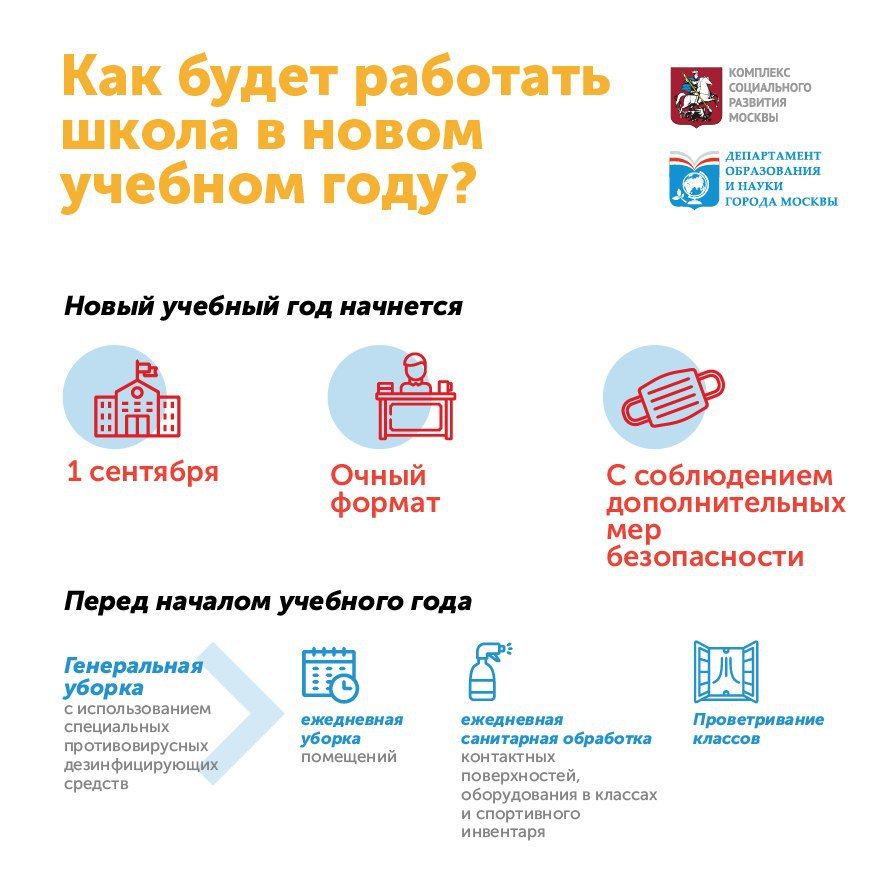 Как будет работать
школа в новом
учебном году?
КОМПЛЕКС
СОЦИАЛЬНОГО
РАЗВИТИЯ
МОСКВЫ
ДЕПАРТАМЕНТ
ОБРАЗОВАНИЯ
И НАУКИ
ГОРОДА МОСКВЫ
Новый учебный год начнется
1 сентября
Очный
формат
С соблюдением
дополнительных
мер
безопасности
Перед началом учебного года
Генеральная
уборка
с использованием
специальных
противовирусных
дезинфицирующих
средств
ежедневная
уборка
помещений
ежедневная
санитарная обработка
контактных
поверхностей,
оборудования в классах
и спортивного
инвентаря
Проветривание
классов